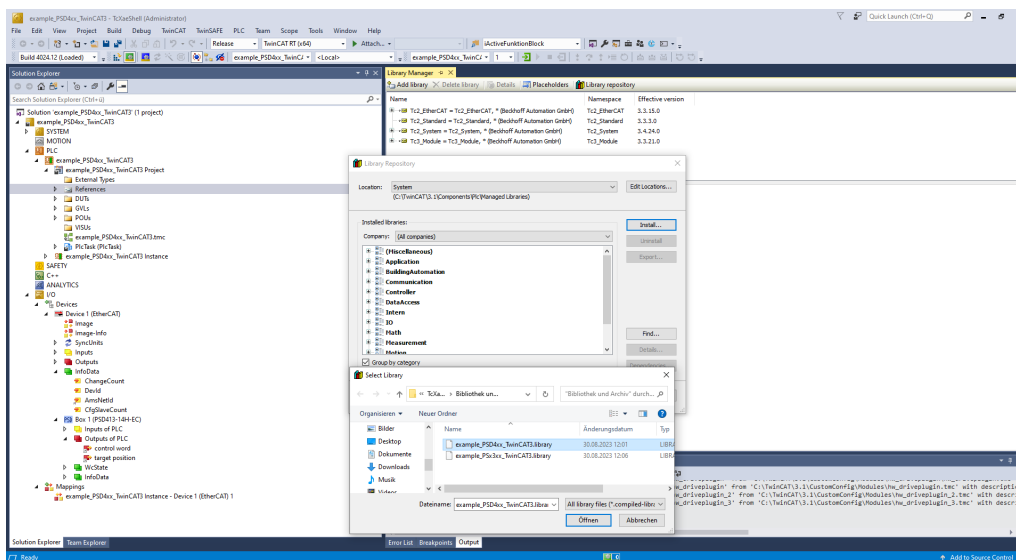 example_PSD4xx_TwinCAT3 - TcXaeShell (Administrator)
Quick Launch (Ctrl+Q)
File Edit View Project Build Debug TwinCAT TwinSAFE PLC Team Scope Tools Window Help
Release TwinCAT RT (x64) Attach... iActiveFunktionBlock
Build 4024.12 (Loaded) example_PSD4xx_TwinC/ <Local> example_PSD4xx_TwinC/ 1
Solution Explorer
Search Solution Explorer (Ctrl+ü)
Solution 'example_PSD4xx_TwinCAT3' (1 project)
example_PSD4xx_TwinCAT3
SYSTEM
MOTION
PLC
example_PSD4xx_TwinCAT3
example_PSD4xx_TwinCAT3 Project
External Types
References
DUTs
GVLs
POUs
VISUs
example_PSD4xx_TwinCAT3.tmc
PlcTask (PlcTask)
example_PSD4xx_TwinCAT3 Instance
SAFETY
C++
ANALYTICS
I/O
Devices
Device 1 (EtherCAT)
Image
Image-Info
SyncUnits
Inputs
Outputs
InfoData
ChangeCount
DevId
AmsNetId
CfgSlaveCount
Box 1 (PSD413-14H-EC)
Inputs of PLC
Outputs of PLC
control word
target position
WcState
InfoData
Mappings
example_PSD4xx_TwinCAT3 Instance - Device 1 (EtherCAT) 1
Solution Explorer Team Explorer
Library Manager
Add library Delete library Details Placeholders Library repository
Name Namespace Effective version
Tc2_EtherCAT = Tc2_EtherCAT, * (Beckhoff Automation GmbH) Tc2_EtherCAT 3.3.15.0
Tc2_Standard = Tc2_Standard, * (Beckhoff Automation GmbH) Tc2_Standard 3.3.3.0
Tc2_System = Tc2_System, * (Beckhoff Automation GmbH) Tc2_System 3.4.24.0
Tc3_Module = Tc3_Module, * (Beckhoff Automation GmbH) Tc3_Module 3.3.21.0
Library Repository
Location: System Edit Locations...
(C:\TwinCAT\3.1\Components\Plc\Managed Libraries)
Installed libraries: Install...
Company: (All companies) Uninstall
(Miscellaneous) Export...
Application
BuildingAutomation
Communication
Controller
DataAccess
Intern
IO
Math Find...
Measurement
Motion Details...
Group by category Dependencies...
Select Library
« TcXa... › Bibliothek un... "Bibliothek und Archiv" durch...
Organisieren Neuer Ordner
Bilder Name Änderungsdatum Typ
Desktop example_PSD4xx_TwinCAT3.library 30.08.2023 12:01 LIBRA
Dokumente example_PSx3xx_TwinCAT3.library 30.08.2023 12:06 LIBRA
Downloads
Musik
Videos
Dateiname: example_PSD4xx_TwinCAT3.librar All library files (*.compiled-libra
Öffnen Abbrechen
w_driveplugin' from 'C:\TwinCAT\3.1\CustomConfig\Modules\hw_driveplugin.tmc' with descripti
w_driveplugin_2' from 'C:\TwinCAT\3.1\CustomConfig\Modules\hw_driveplugin_2.tmc' with descr
w_driveplugin_3' from 'C:\TwinCAT\3.1\CustomConfig\Modules\hw_driveplugin_3.tmc' with descr
Error List Breakpoints Output
Ready 0 Add to Source Control